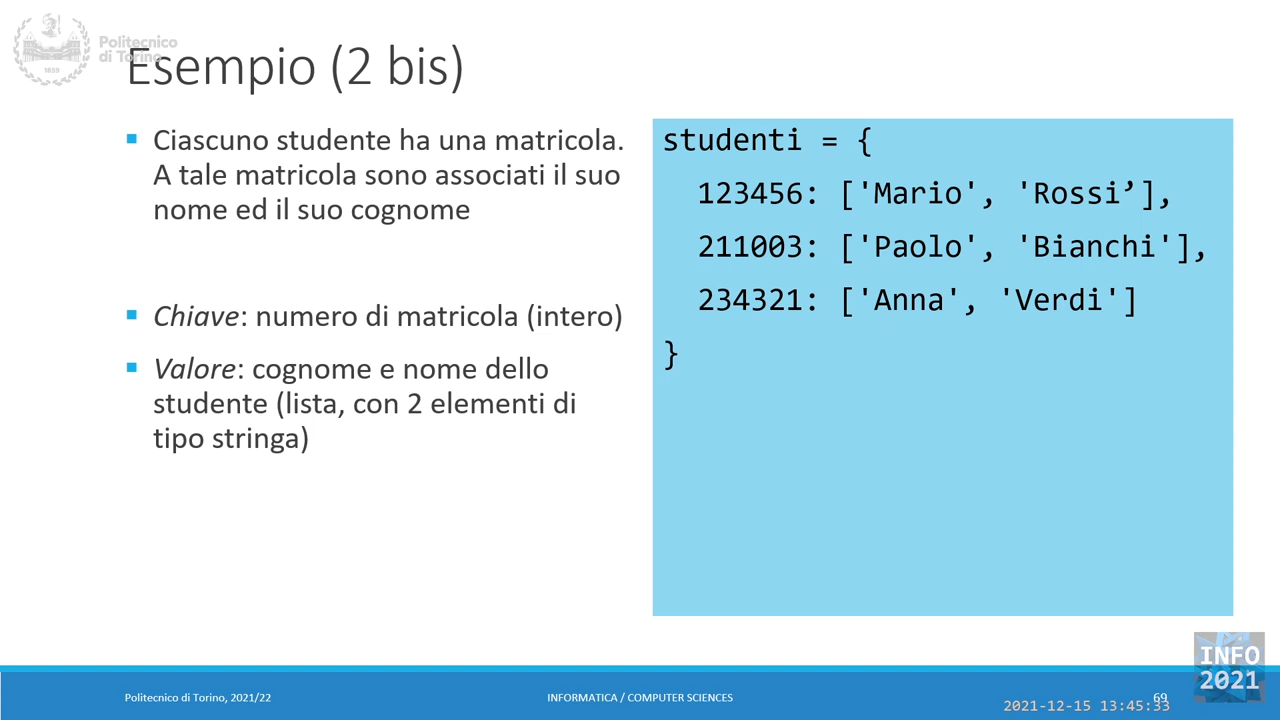 Politecnico
di Torino
1859
Esempio (2 bis)
Ciascuno studente ha una matricola.
A tale matricola sono associati il suo
nome ed il suo cognome
Chiave: numero di matricola (intero)
Valore: cognome e nome dello
studente (lista, con 2 elementi di
tipo stringa)
studenti = {
123456: ['Mario', 'Rossi’],
211003: ['Paolo', 'Bianchi'],
234321: ['Anna', 'Verdi']
}
Politecnico di Torino, 2021/22
INFORMATICA / COMPUTER SCIENCES
69
2021-12-15 13:45:33
INFO
2021